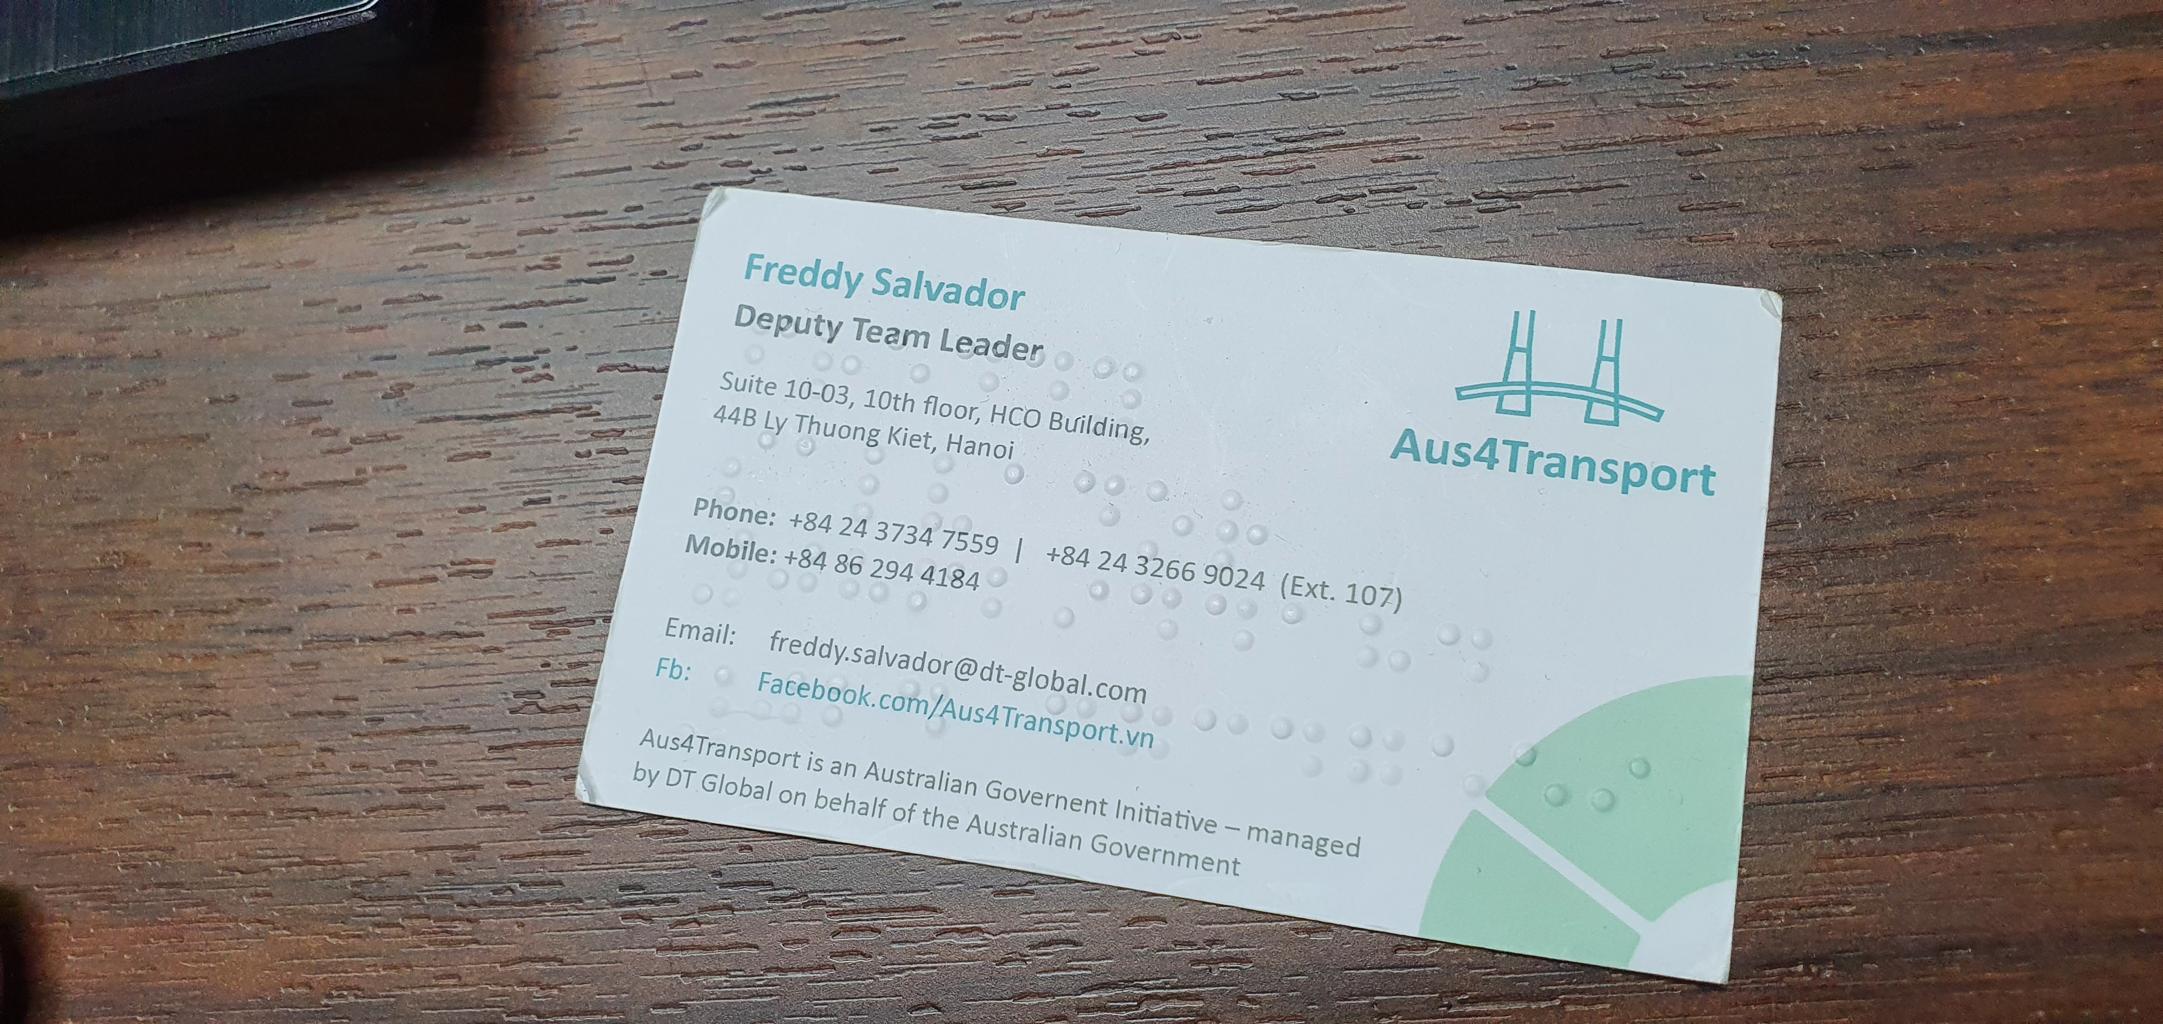 Freddy Salvador
Deputy Team Leader
Suite 10-03, 10th floor, HCO Building,
44B Ly Thuong Kiet, Hanoi
Phone: +84 24 3734 7559 | +84 24 3266 9024 (Ext. 107)
Mobile: +84 86 294 4184
Email: freddy.salvador@dt-global.com
Fb: Facebook.com/Aus4Transport.vn
Aus4Transport is an Australian Governent Initiative – managed
by DT Global on behalf of the Australian Government
Aus4Transport